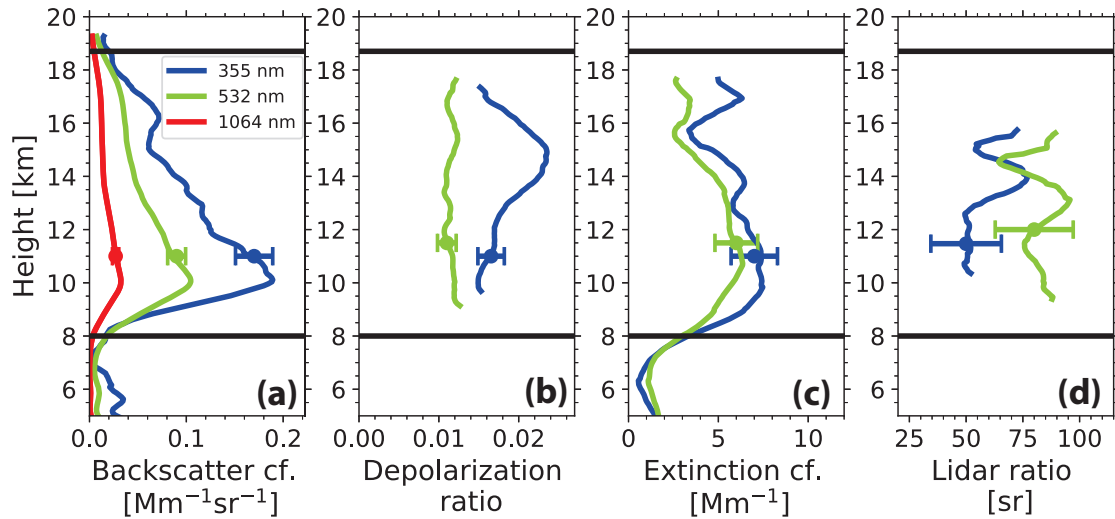 20
18
16
14
12
10
8
6
Height [km]
355 nm
532 nm
1064 nm
(a)
0.0
0.1
0.2
Backscatter cf.
[Mm⁻¹sr⁻¹]
20
18
16
14
12
10
8
6
(b)
0.00
0.01
0.02
Depolarization
ratio
20
18
16
14
12
10
8
6
(c)
0
5
10
Extinction cf.
[Mm⁻¹]
20
18
16
14
12
10
8
6
(d)
25
50
75
100
Lidar ratio
[sr]